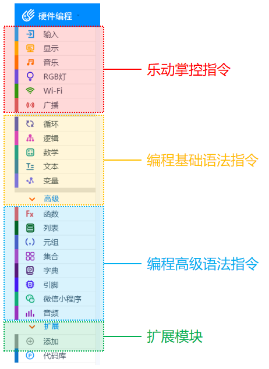 硬件编程
输入
显示
音乐
RGB灯
Wi-Fi
广播
乐动掌控指令
循环
逻辑
数学
文本
变量
高级
编程基础语法指令
函数
列表
元组
集合
字典
引脚
微信小程序
音频
编程高级语法指令
扩展
添加
代码库
扩展模块